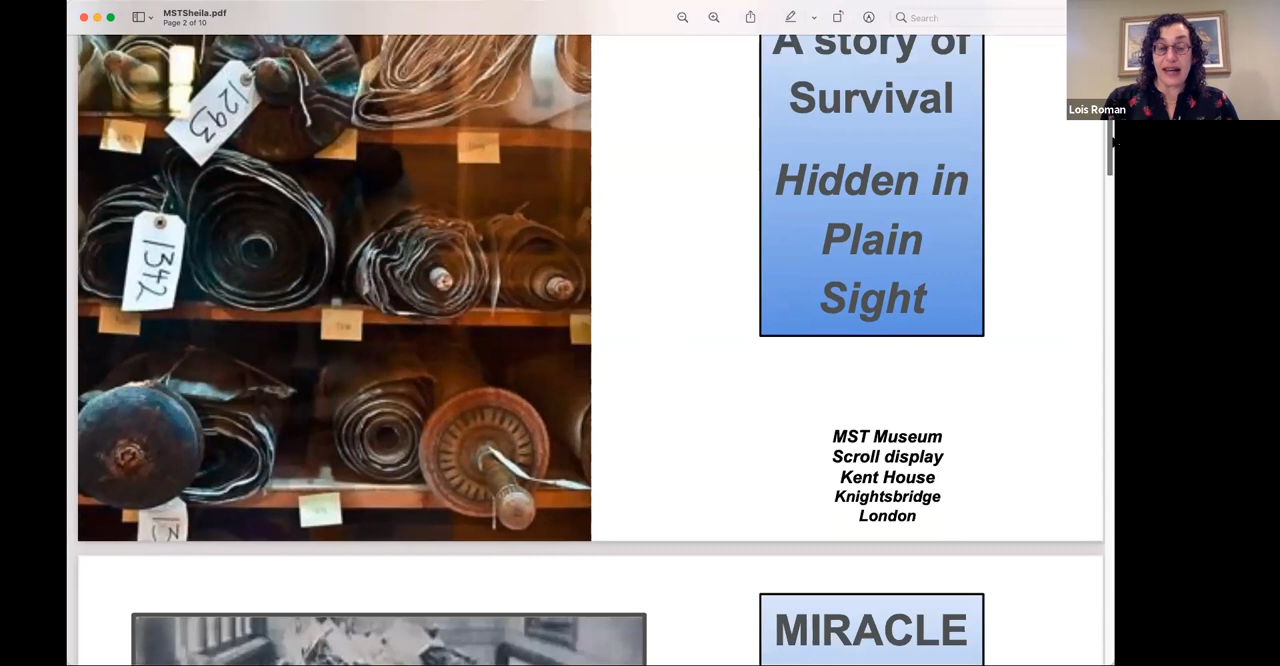 MSTSheila.pdf
Page 2 of 10
Search
Lois Roman
1293
1342
A story of
Survival
Hidden in
Plain
Sight
MST Museum
Scroll display
Kent House
Knightsbridge
London
MIRACLE